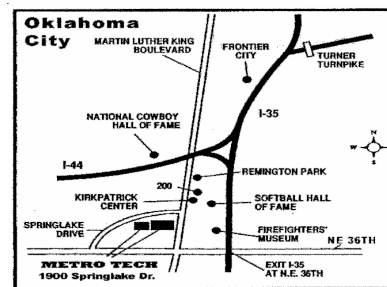 Oklahoma
City
MARTIN LUTHER KING
BOULEVARD
FRONTIER
CITY
TURNER
TURNPIKE
I-35
NATIONAL COWBOY
HALL OF FAME
I-44
N
W
E
S
REMINGTON PARK
200
KIRKPATRICK
CENTER
SOFTBALL HALL
OF FAME
SPRINGLAKE
DRIVE
FIREFIGHTERS'
MUSEUM
NE 36TH
METRO TECH
1900 Springlake Dr.
EXIT I-35
AT N.E. 36TH